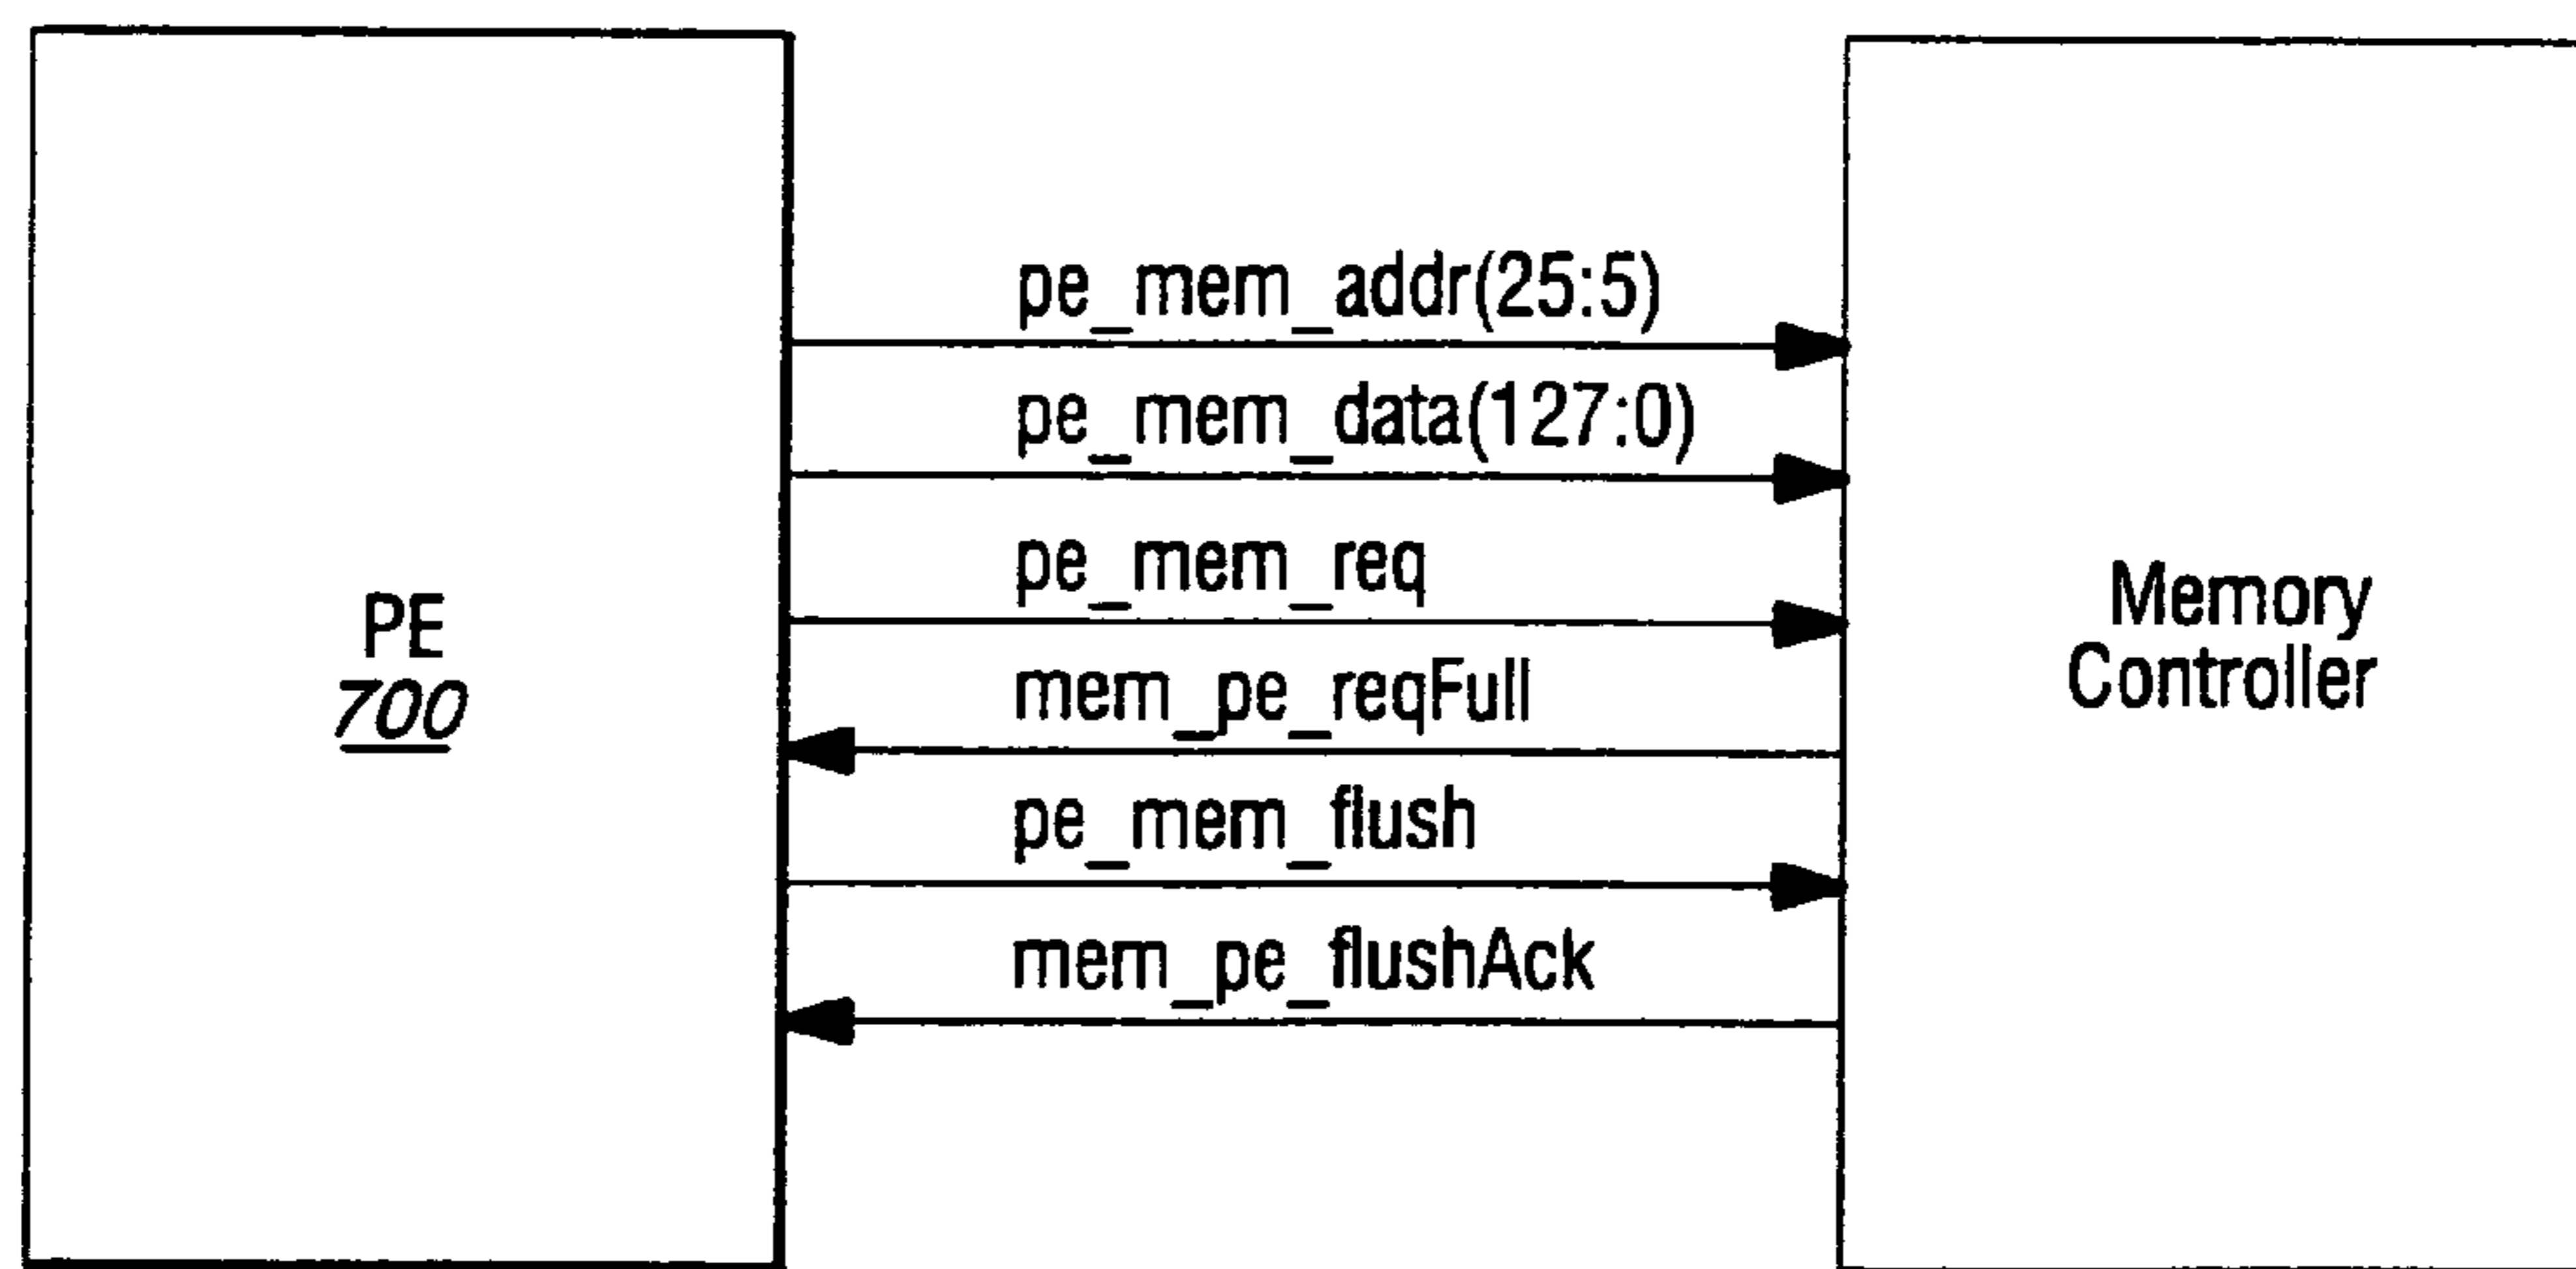 pe_mem_addr(25:5)
pe_mem_data(127:0)
pe_mem_req
mem_pe_reqFull
pe_mem_flush
mem_pe_flushAck
PE
700
Memory
Controller